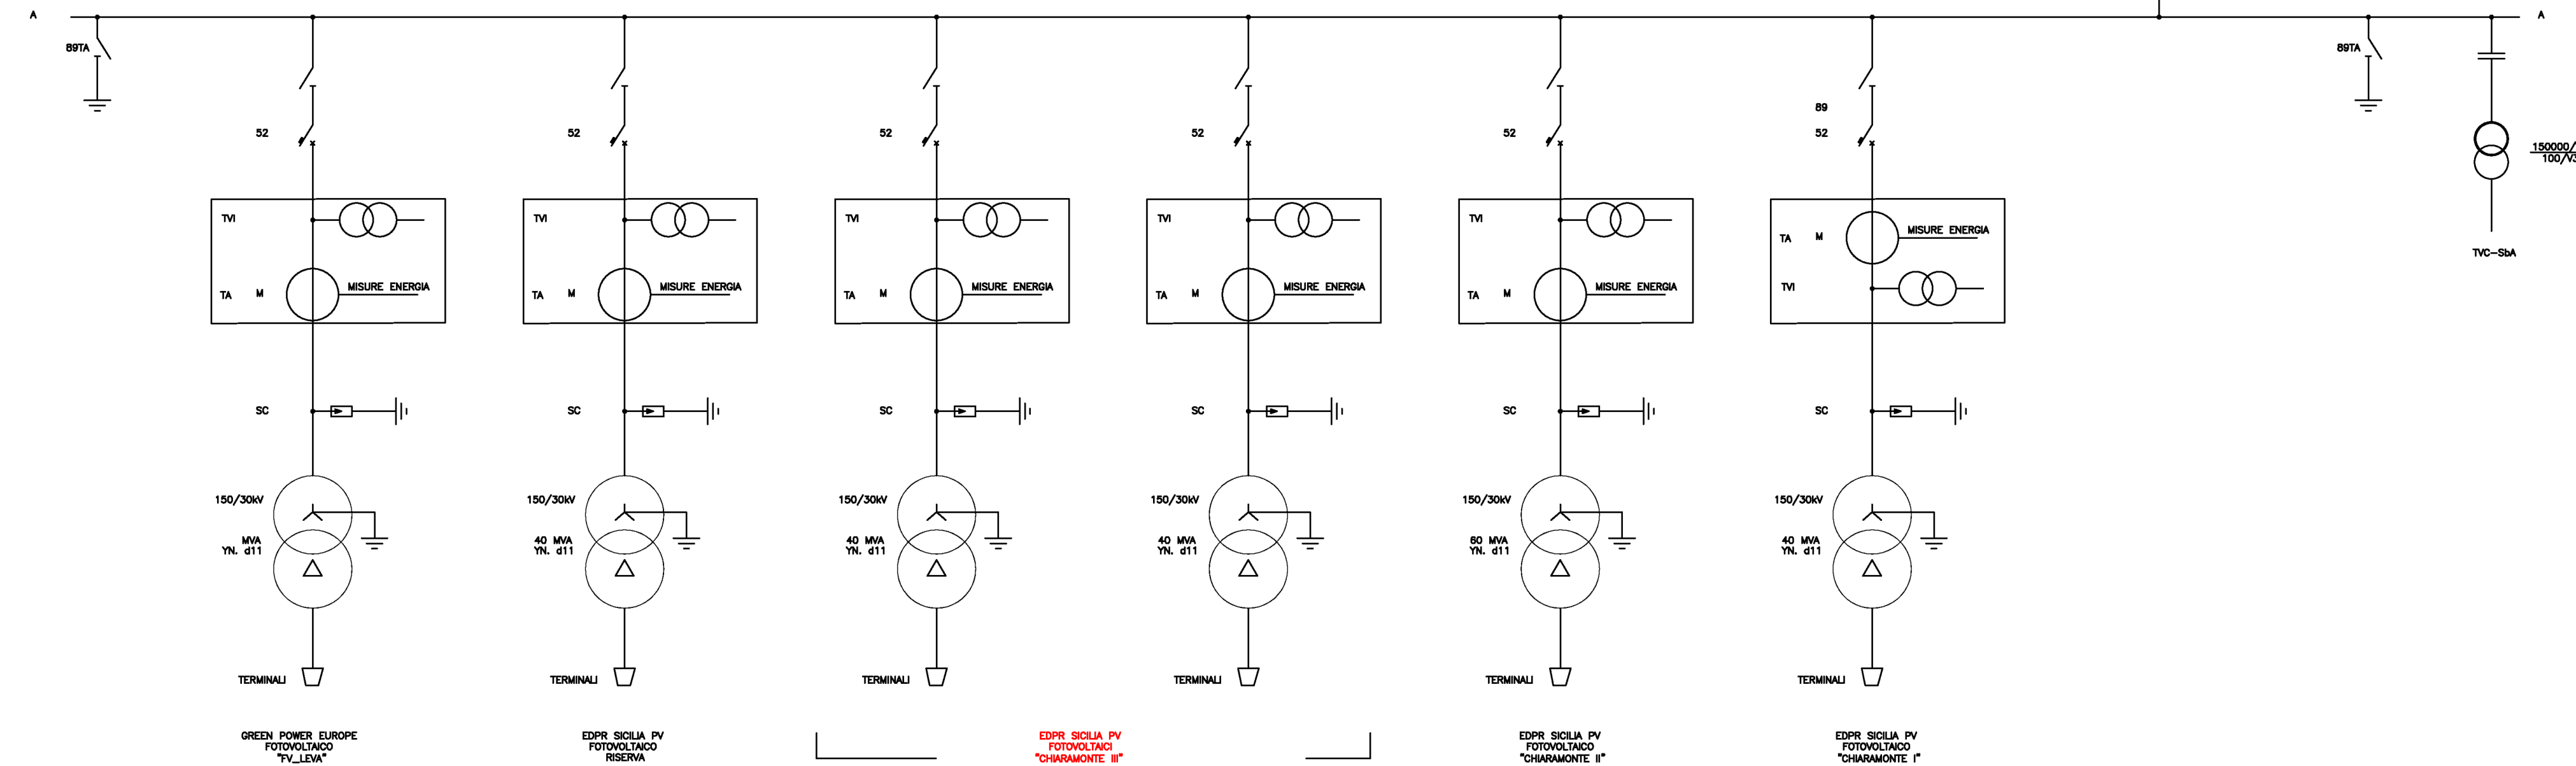 A
A
89TA
89TA
89
52
52
52
52
52
52
150000/
100/V3
TVI
TVI
TVI
TVI
TVI
TA M MISURE ENERGIA
TVC-SbA
TA M MISURE ENERGIA
TA M MISURE ENERGIA
TA M MISURE ENERGIA
TA M MISURE ENERGIA
TA M MISURE ENERGIA
TVI
SC
SC
SC
SC
SC
SC
150/30kV
150/30kV
150/30kV
150/30kV
150/30kV
150/30kV
MVA
YN. d11
40 MVA
YN. d11
40 MVA
YN. d11
40 MVA
YN. d11
60 MVA
YN. d11
40 MVA
YN. d11
TERMINALI
TERMINALI
TERMINALI
TERMINALI
TERMINALI
TERMINALI
GREEN POWER EUROPE
FOTOVOLTAICO
"FV_LEVA"
EDPR SICILIA PV
FOTOVOLTAICO
RISERVA
EDPR SICILIA PV
FOTOVOLTAICI
"CHIARAMONTE III"
EDPR SICILIA PV
FOTOVOLTAICO
"CHIARAMONTE II"
EDPR SICILIA PV
FOTOVOLTAICO
"CHIARAMONTE I"